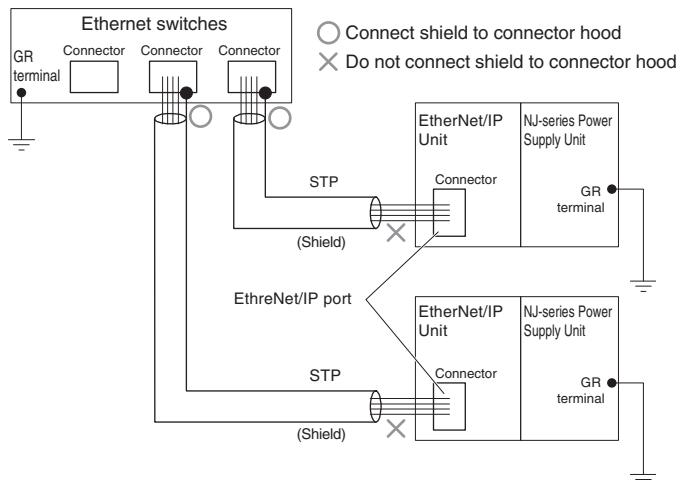 Ethernet switches
Connect shield to connector hood
Do not connect shield to connector hood
GR
terminal
Connector
Connector
Connector
EtherNet/IP
Unit
NJ-series Power
Supply Unit
Connector
GR
terminal
STP
(Shield)
EthreNet/IP port
EtherNet/IP
Unit
NJ-series Power
Supply Unit
Connector
GR
terminal
STP
(Shield)